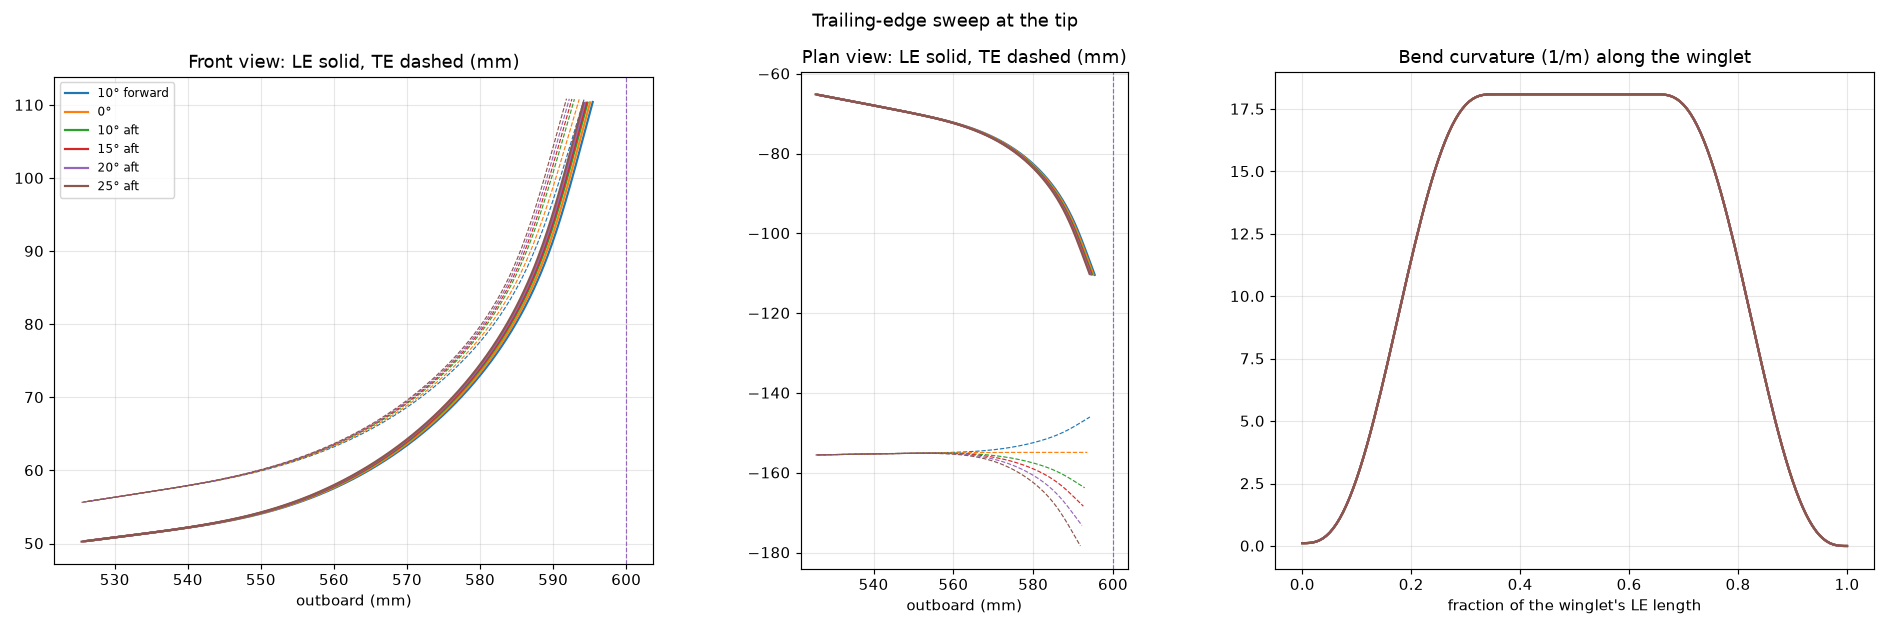 Trailing-edge sweep at the tip
Front view: LE solid, TE dashed (mm)
110
100
90
80
70
60
50
10° forward
0°
10° aft
15° aft
20° aft
25° aft
530 540 550 560 570 580 590 600
outboard (mm)
Plan view: LE solid, TE dashed (mm)
−60
−80
−100
−120
−140
−160
−180
540 560 580 600
outboard (mm)
Bend curvature (1/m) along the winglet
17.5
15.0
12.5
10.0
7.5
5.0
2.5
0.0
0.0 0.2 0.4 0.6 0.8 1.0
fraction of the winglet's LE length